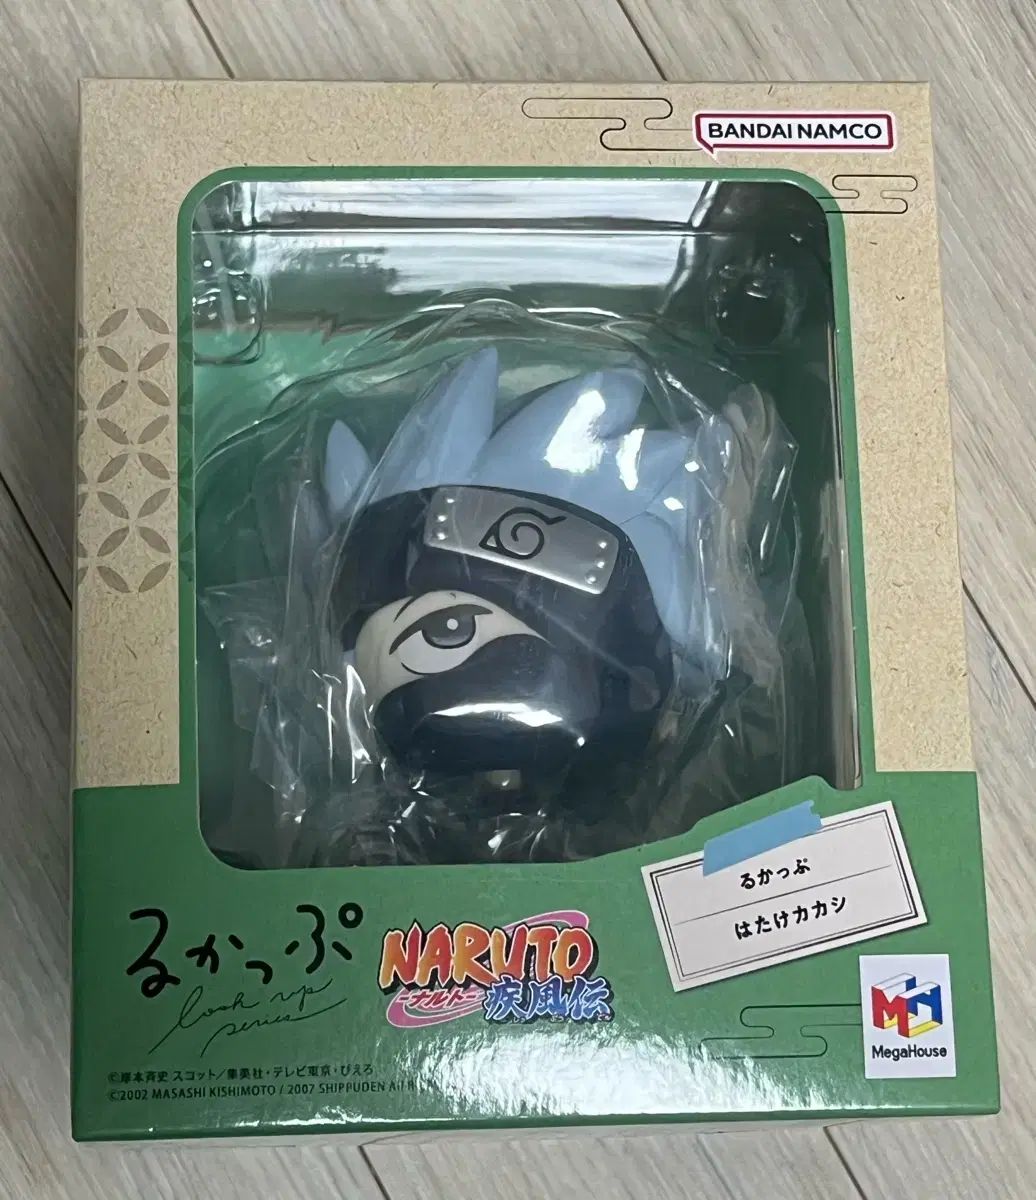 BANDAI NAMCO
るかっぷ
はたけカカシ
るかっぷ
look up
series
NARUTO
-ナルト-
疾風伝
MegaHouse
©岸本斉史 スコット／集英社・テレビ東京・ぴえろ
©2002 MASASHI KISHIMOTO / 2007 SHIPPUDEN All R